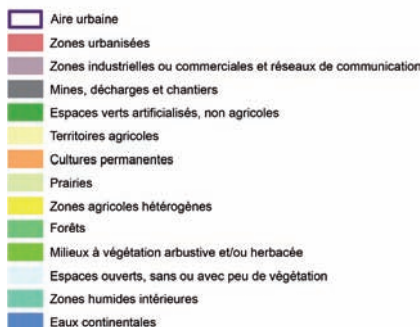 Aire urbaine
Zones urbanisées
Zones industrielles ou commerciales et réseaux de communication
Mines, décharges et chantiers
Espaces verts artificialisés, non agricoles
Territoires agricoles
Cultures permanentes
Prairies
Zones agricoles hétérogènes
Forêts
Milieux à végétation arbustive et/ou herbacée
Espaces ouverts, sans ou avec peu de végétation
Zones humides intérieures
Eaux continentales